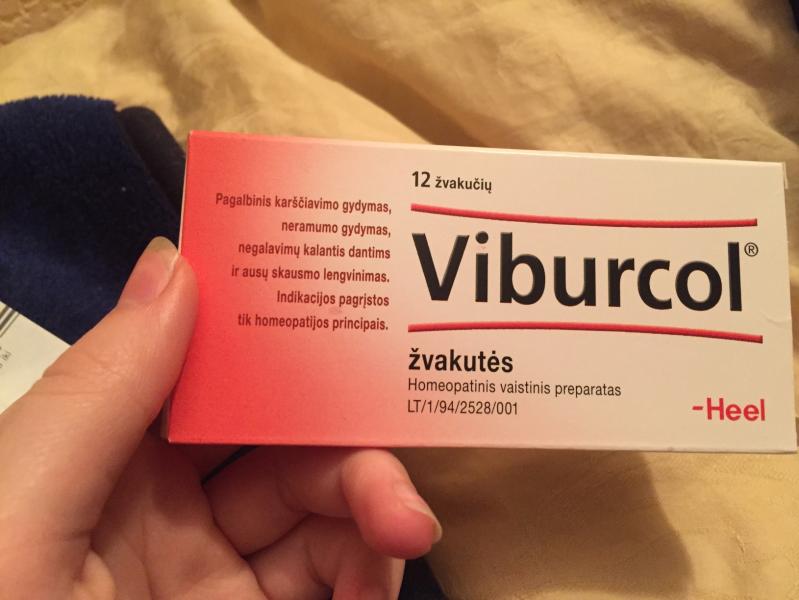 Pagalbinis karščiavimo gydymas,
neramumo gydymas,
negalavimų kalantis dantims
ir ausų skausmo lengvinimas.
Indikacijos pagrįstos
tik homeopatijos principais.
12 žvakučių
Viburcol®
žvakutės
Homeopatinis vaistinis preparatas
LT/1/94/2528/001
-Heel